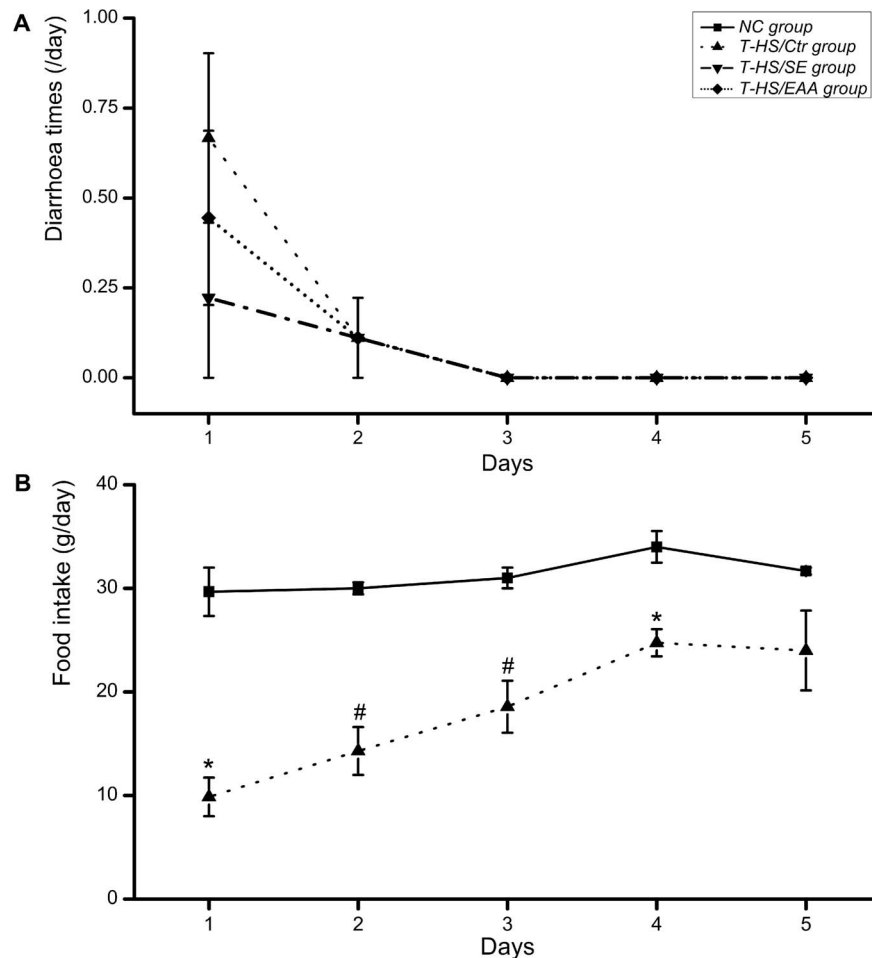 A
Diarrhoea times (/day)
1.00
0.75
0.50
0.25
0.00
NC group
T-HS/Ctr group
T-HS/SE group
T-HS/EAA group
1 2 3 4 5
Days
B
Food intake (g/day)
40
30
20
10
0
* # # *
1 2 3 4 5
Days